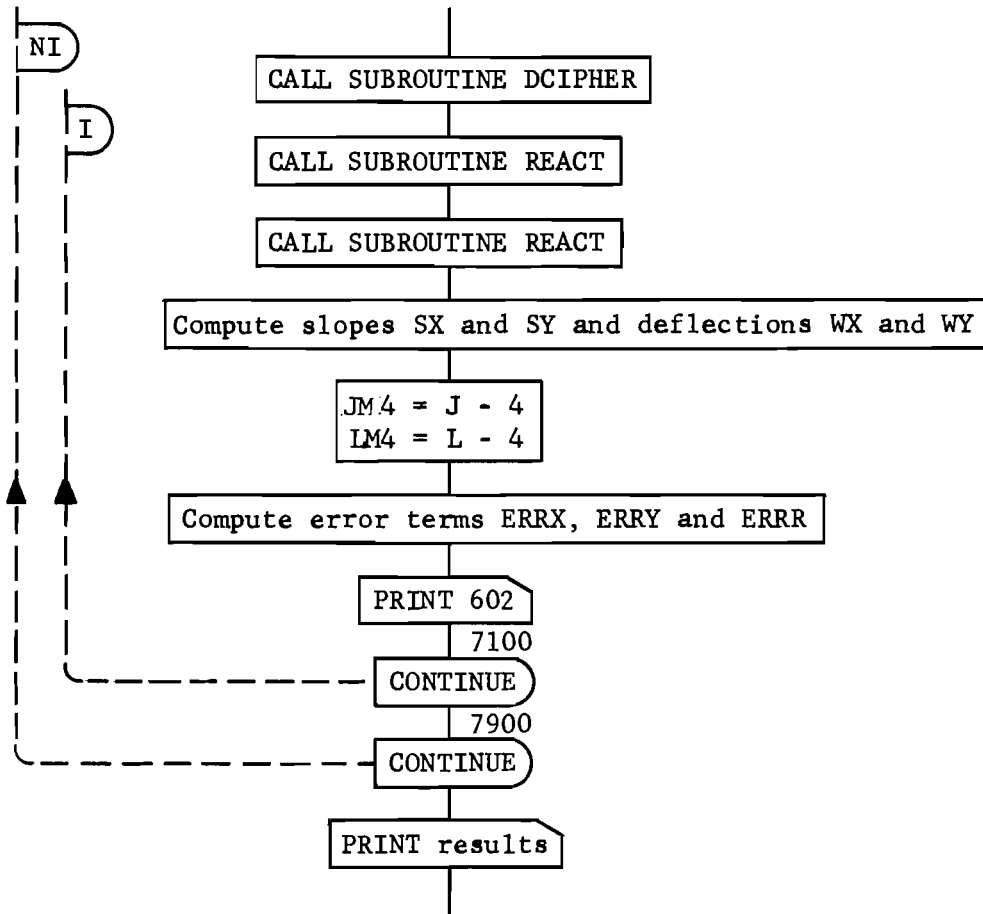 NI
I
CALL SUBROUTINE DCIPHER
CALL SUBROUTINE REACT
CALL SUBROUTINE REACT
Compute slopes SX and SY and deflections WX and WY
JM4 = J - 4
LM4 = L - 4
Compute error terms ERRX, ERRY and ERRR
PRINT 602
7100
CONTINUE
7900
CONTINUE
PRINT results